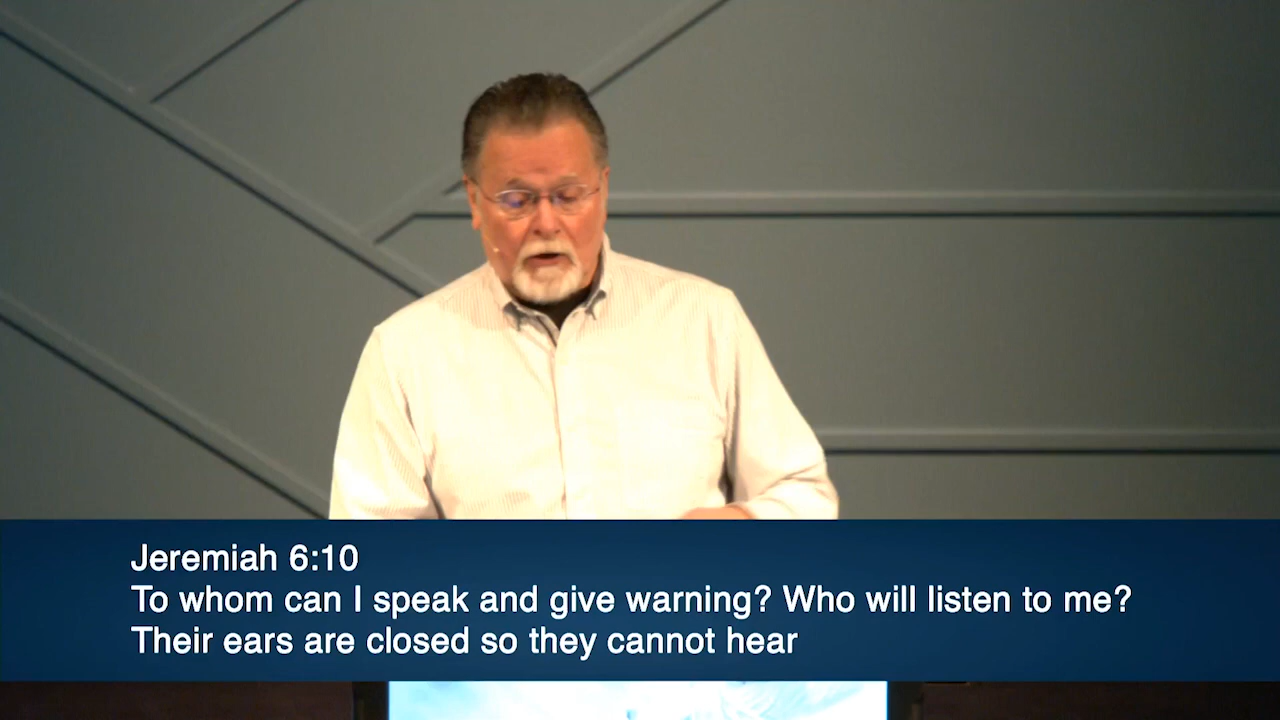 Jeremiah 6:10
To whom can I speak and give warning? Who will listen to me?
Their ears are closed so they cannot hear